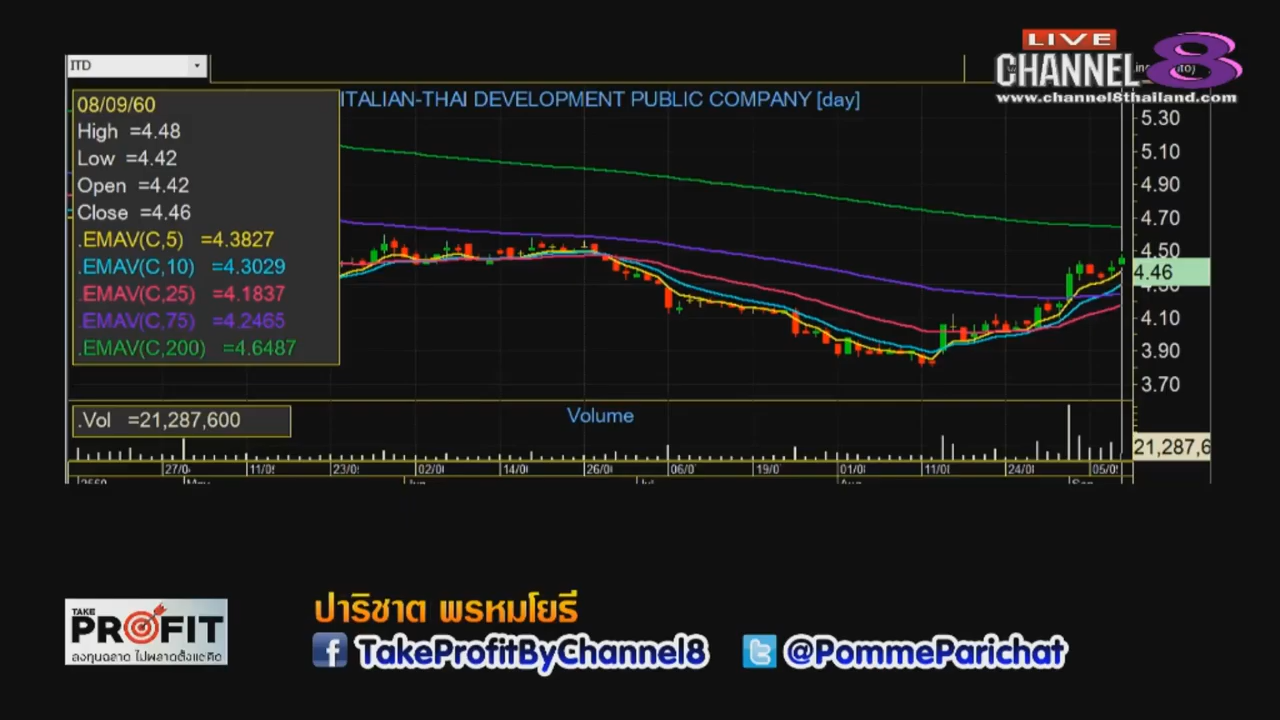 ITD
LIVE
CHANNEL 8
www.channel8thailand.com
ITALIAN-THAI DEVELOPMENT PUBLIC COMPANY [day]
08/09/60
High =4.48
Low =4.42
Open =4.42
Close =4.46
.EMAV(C,5) =4.3827
.EMAV(C,10) =4.3029
.EMAV(C,25) =4.1837
.EMAV(C,75) =4.2465
.EMAV(C,200) =4.6487
5.30
5.10
4.90
4.70
4.50
4.46
4.30
4.10
3.90
3.70
.Vol =21,287,600
Volume
21,287,6
27/0
11/0
23/0
02/0
14/0
26/0
06/0
19/0
01/0
11/0
24/0
05/0
TAKE
PROFIT
ลงทุนฉลาด ไม่พลาดตั้งแต่คิด
ปาริชาต พรหมโยธี
TakeProfitByChannel8
@PommeParichat